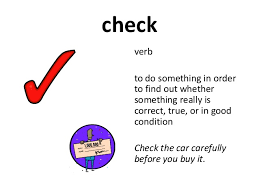 check
verb
to do something in order
to find out whether
something really is
correct, true, or in good
condition
Check the car carefully
before you buy it.